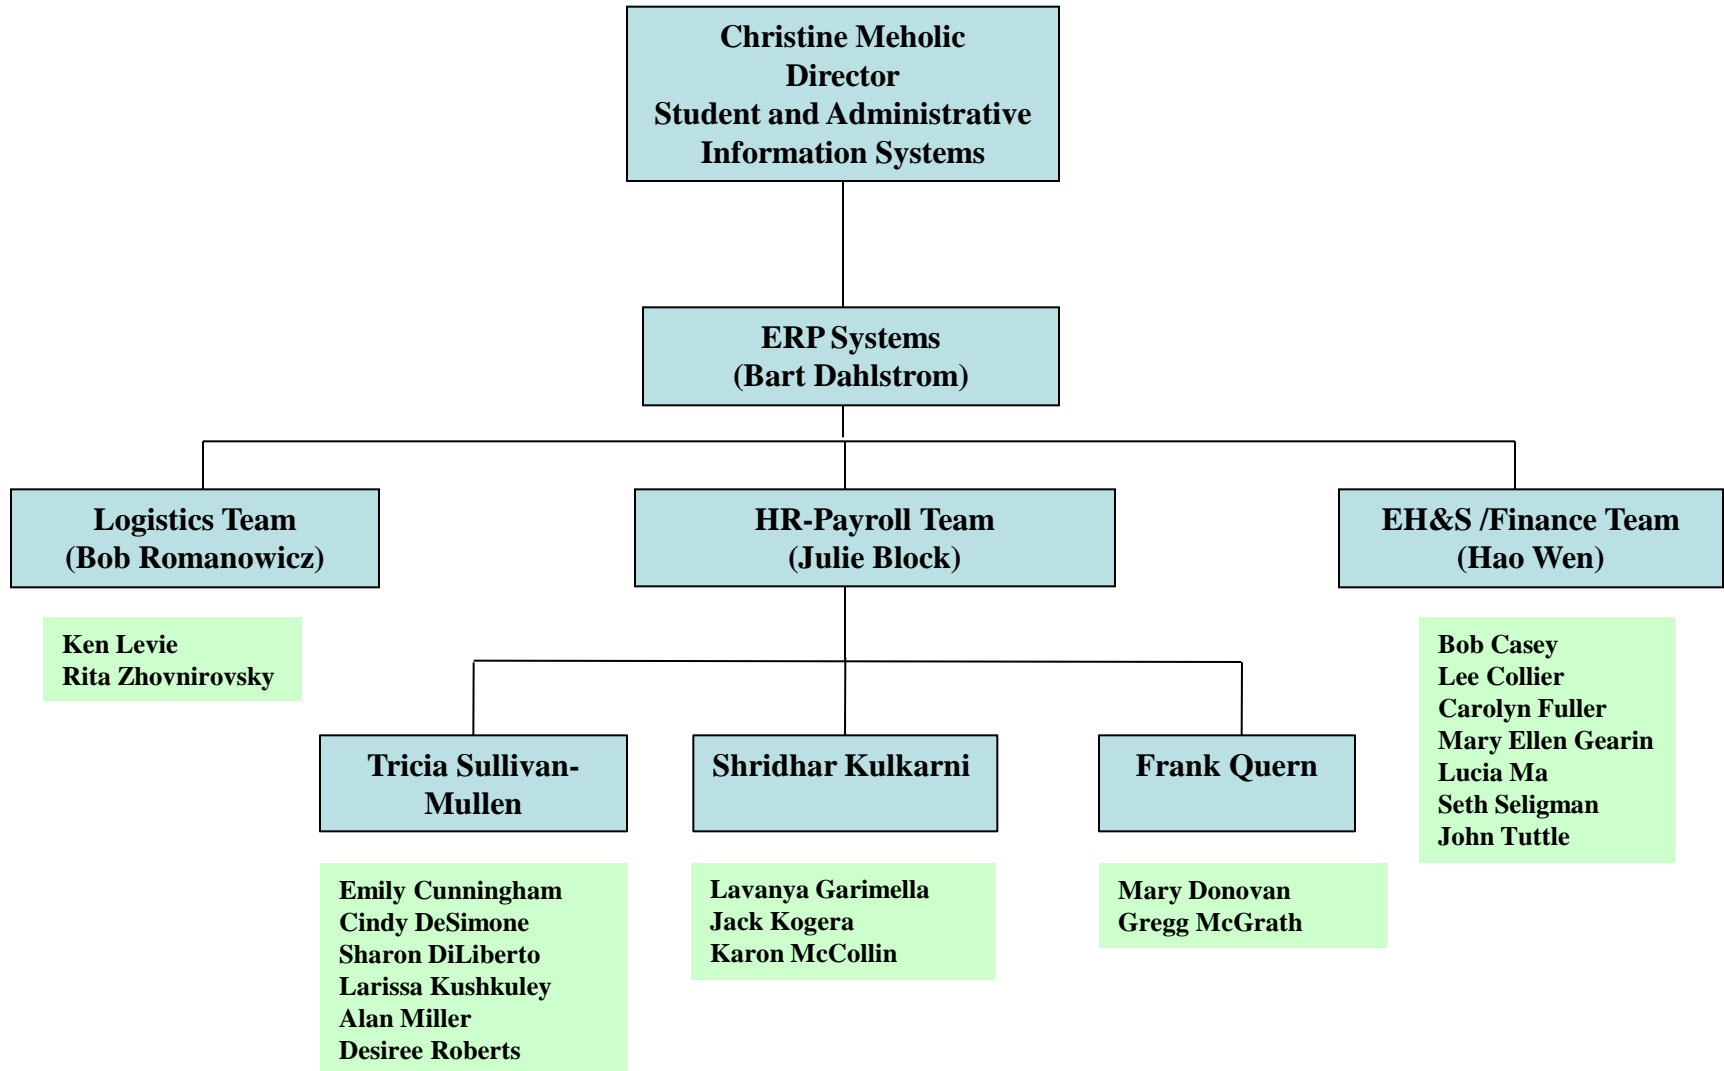 Christine Meholic
Director
Student and Administrative
Information Systems
ERP Systems
(Bart Dahlstrom)
Logistics Team
(Bob Romanowicz)
HR-Payroll Team
(Julie Block)
EH&S /Finance Team
(Hao Wen)
Ken Levie
Rita Zhovnirovsky
Bob Casey
Lee Collier
Carolyn Fuller
Mary Ellen Gearin
Lucia Ma
Seth Seligman
John Tuttle
Tricia Sullivan-
Mullen
Shridhar Kulkarni
Frank Quern
Emily Cunningham
Cindy DeSimone
Sharon DiLiberto
Larissa Kushkuley
Alan Miller
Desiree Roberts
Lavanya Garimella
Jack Kogera
Karon McCollin
Mary Donovan
Gregg McGrath